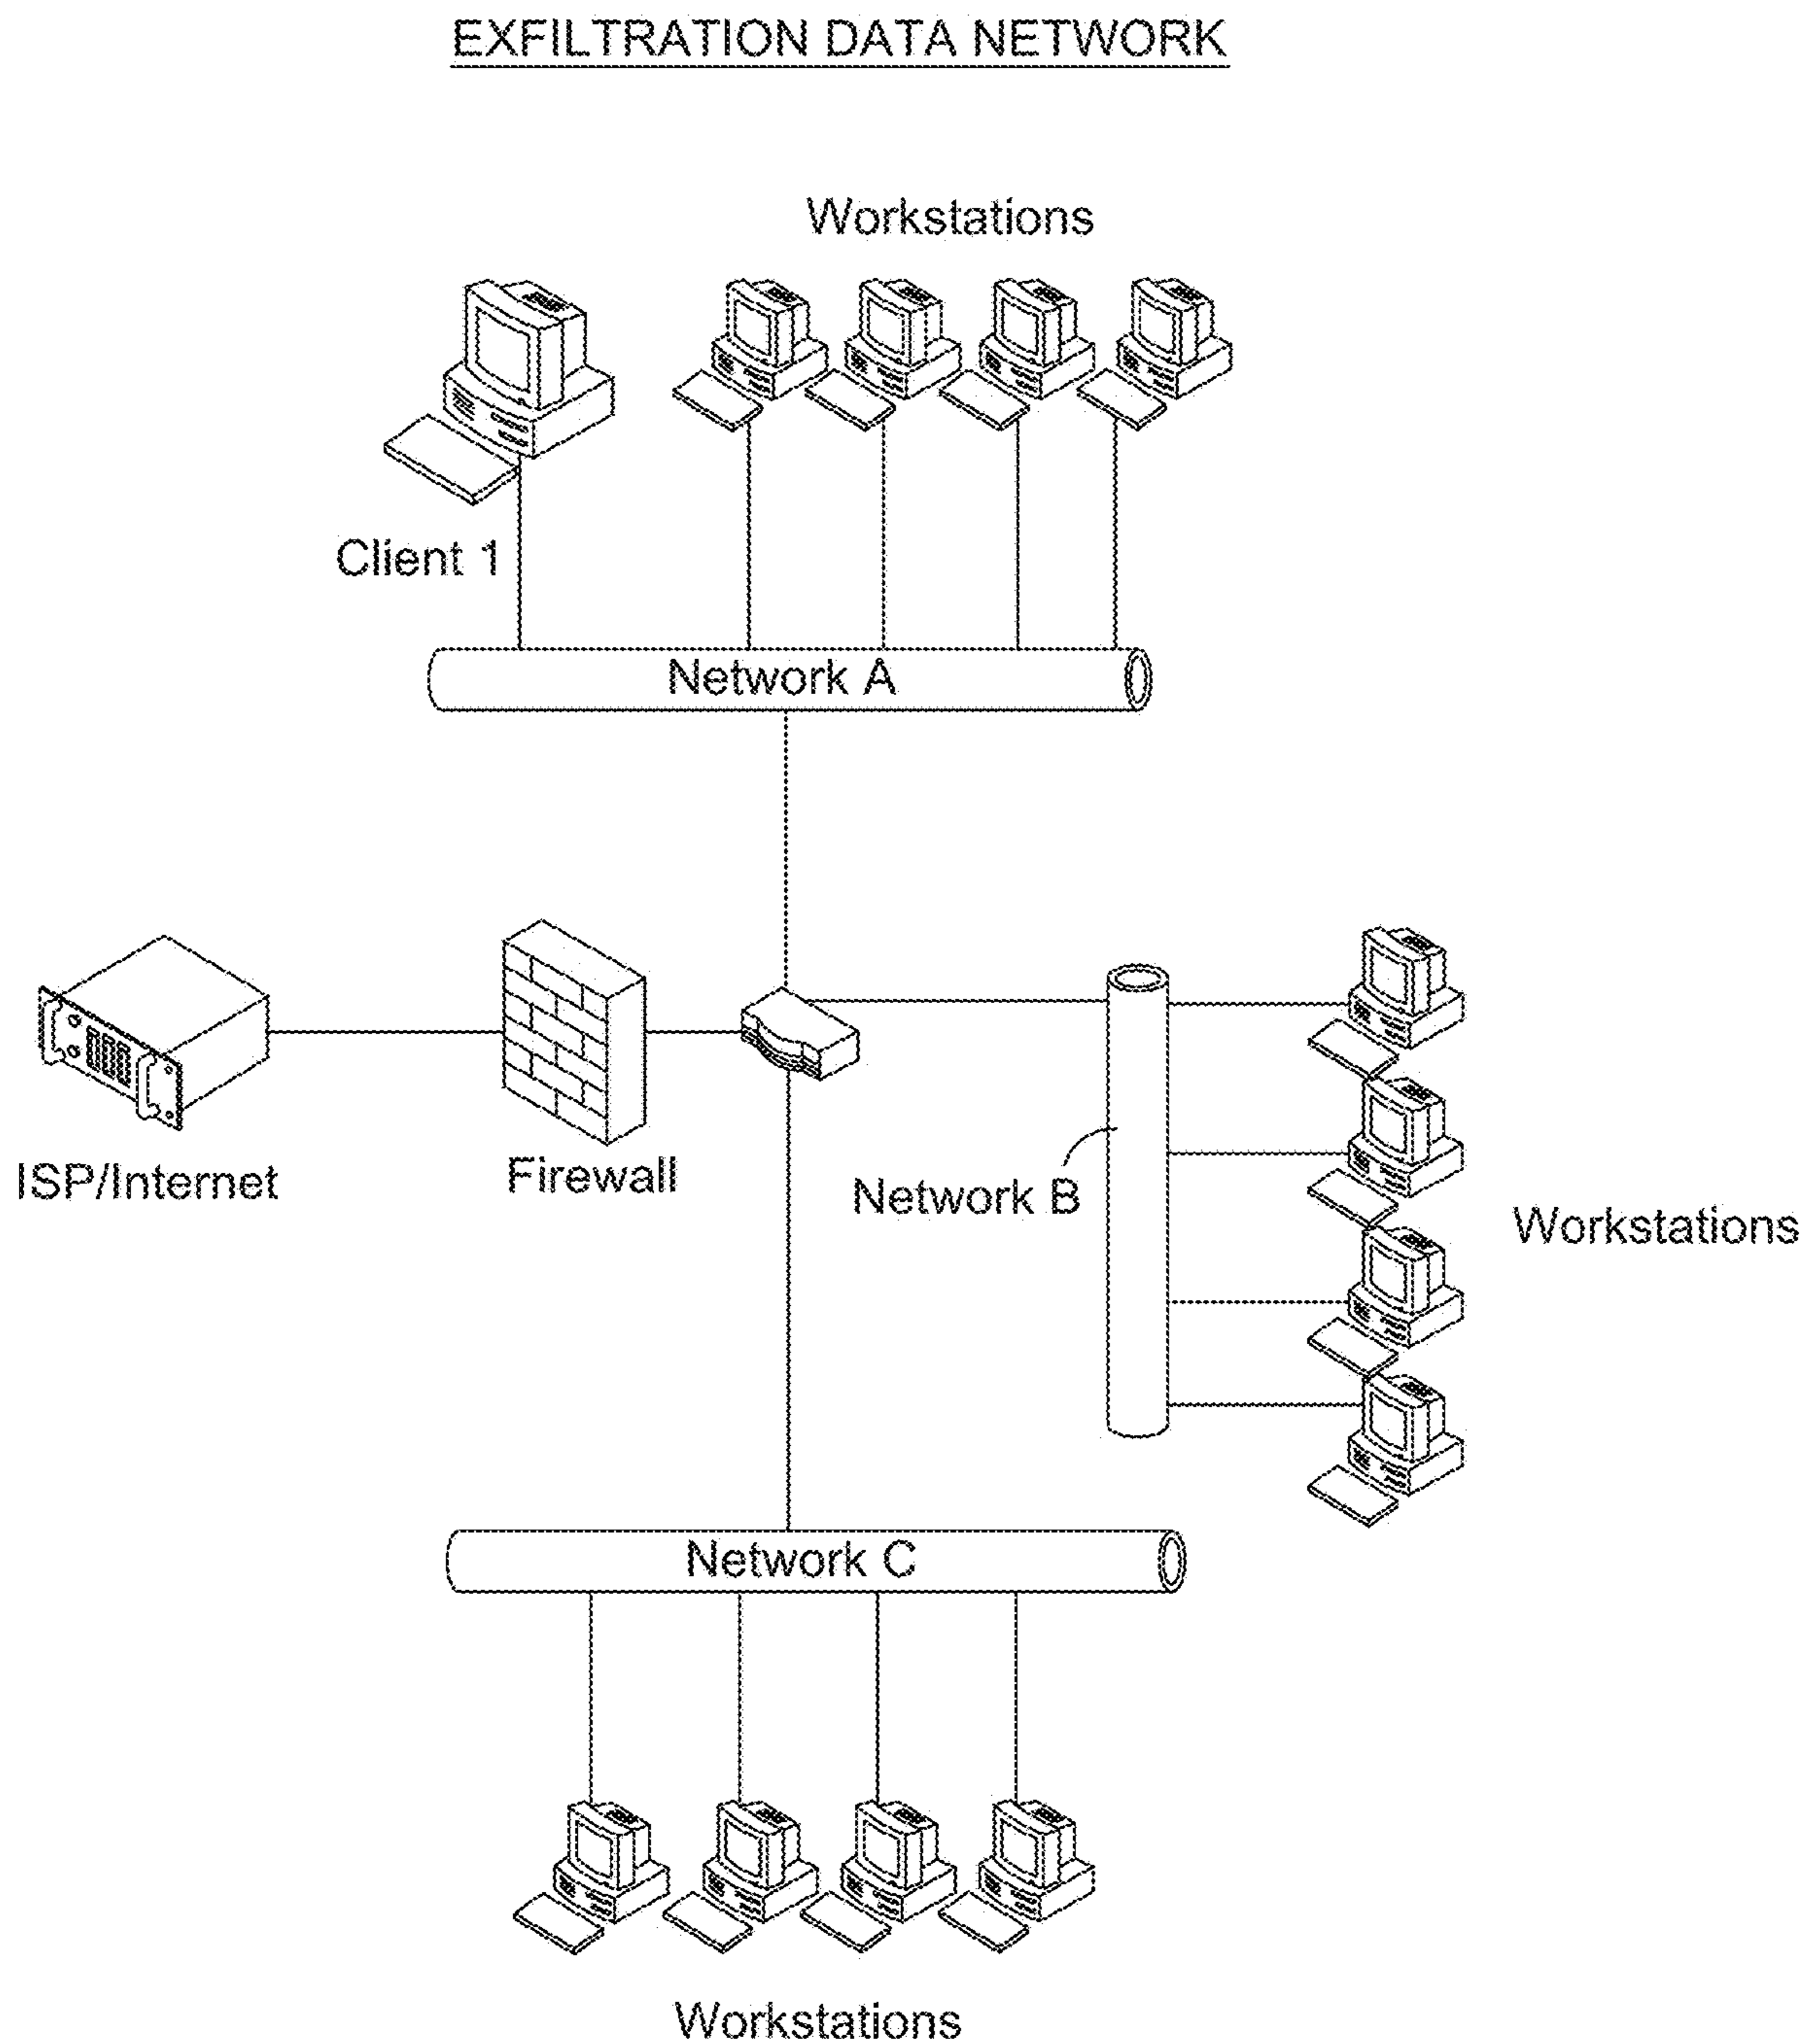 EXFILTRATION DATA NETWORK
Workstations
Client 1
Network A
ISP/Internet
Firewall
Network B
Workstations
Network C
Workstations